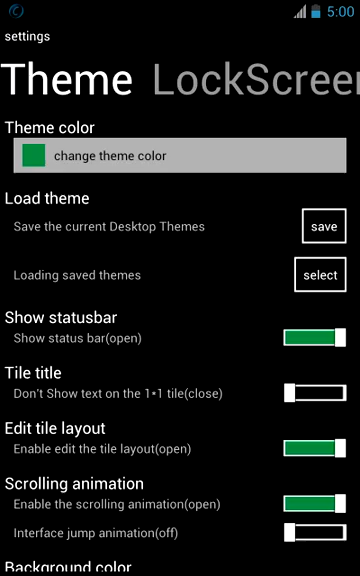 5:00
settings
Theme LockScreen
Theme color
change theme color
Load theme
Save the current Desktop Themes
save
Loading saved themes
select
Show statusbar
Show status bar(open)
Tile title
Don't Show text on the 1*1 tile(close)
Edit tile layout
Enable edit the tile layout(open)
Scrolling animation
Enable the scrolling animation(open)
Interface jump animation(off)
Background color